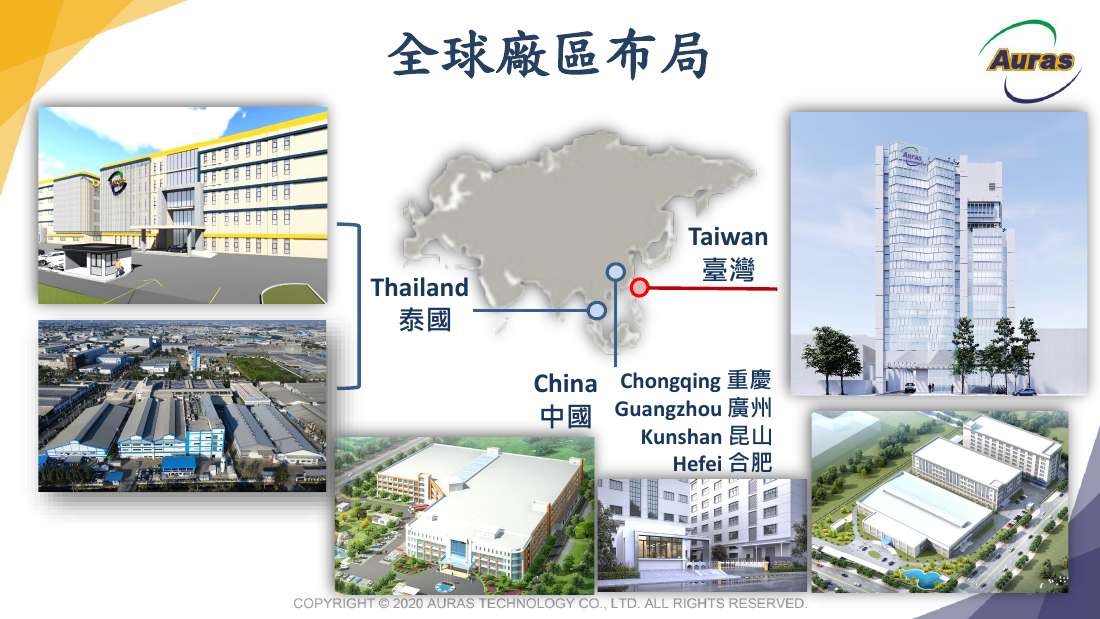 全球廠區布局
Auras
Auras
Thailand
泰國
Taiwan
臺灣
China
中國
Chongqing 重慶
Guangzhou 廣州
Kunshan 昆山
Hefei 合肥
COPYRIGHT © 2020 AURAS TECHNOLOGY CO., LTD. ALL RIGHTS RESERVED.